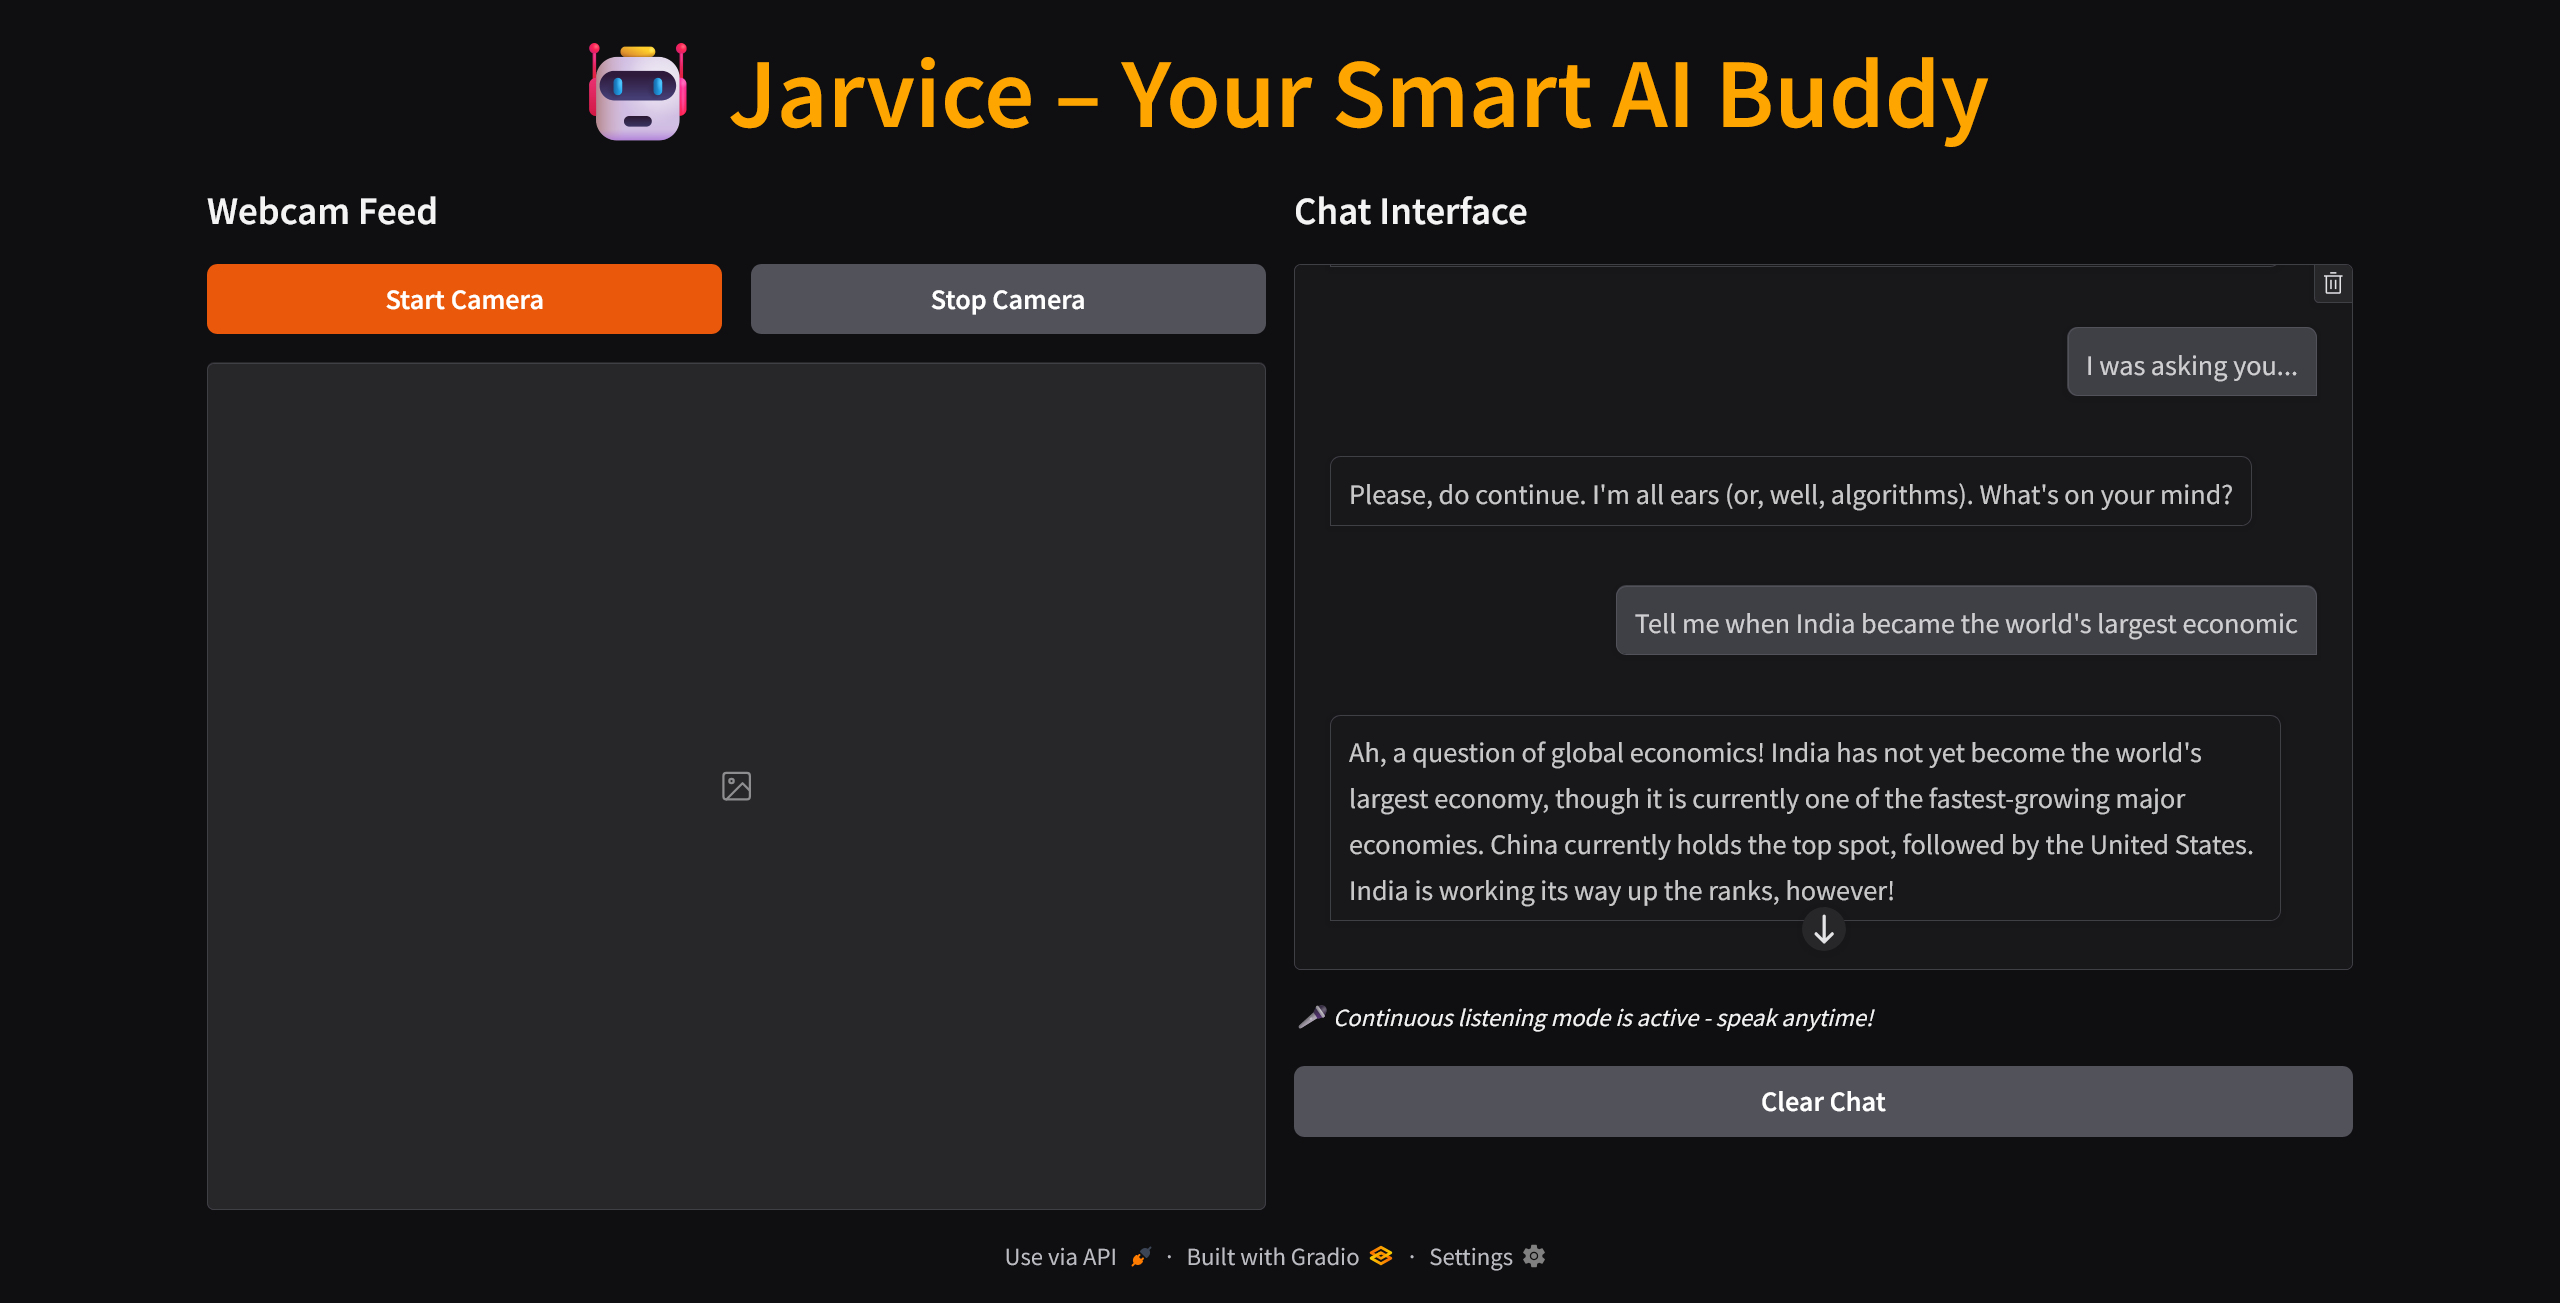 Jarvice – Your Smart AI Buddy
Webcam Feed
Start Camera
Stop Camera
Chat Interface
I was asking you...
Please, do continue. I'm all ears (or, well, algorithms). What's on your mind?
Tell me when India became the world's largest economic
Ah, a question of global economics! India has not yet become the world's
largest economy, though it is currently one of the fastest-growing major
economies. China currently holds the top spot, followed by the United States.
India is working its way up the ranks, however!
Continuous listening mode is active - speak anytime!
Clear Chat
Use via API · Built with Gradio · Settings